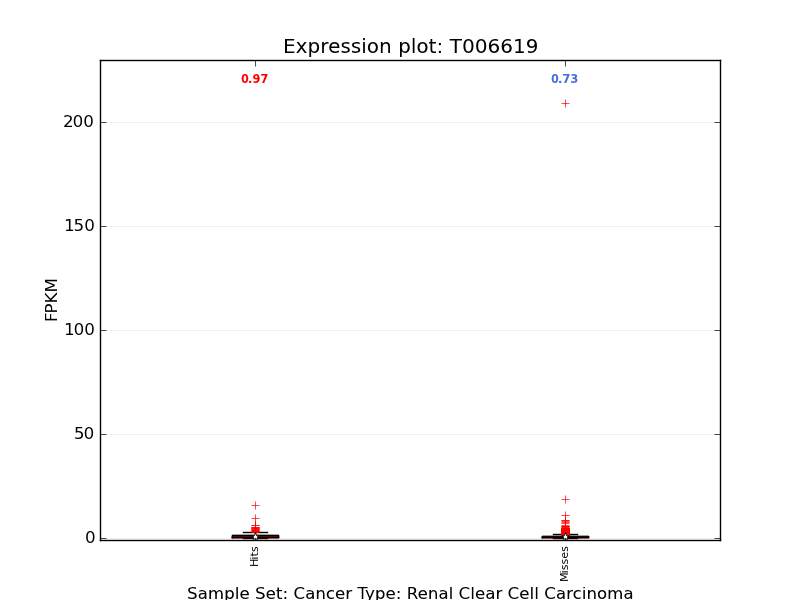 Expression plot: T006619
0.97 0.73
200
150
100
50
0
FPKM
Hits Misses
Sample Set: Cancer Type: Renal Clear Cell Carcinoma